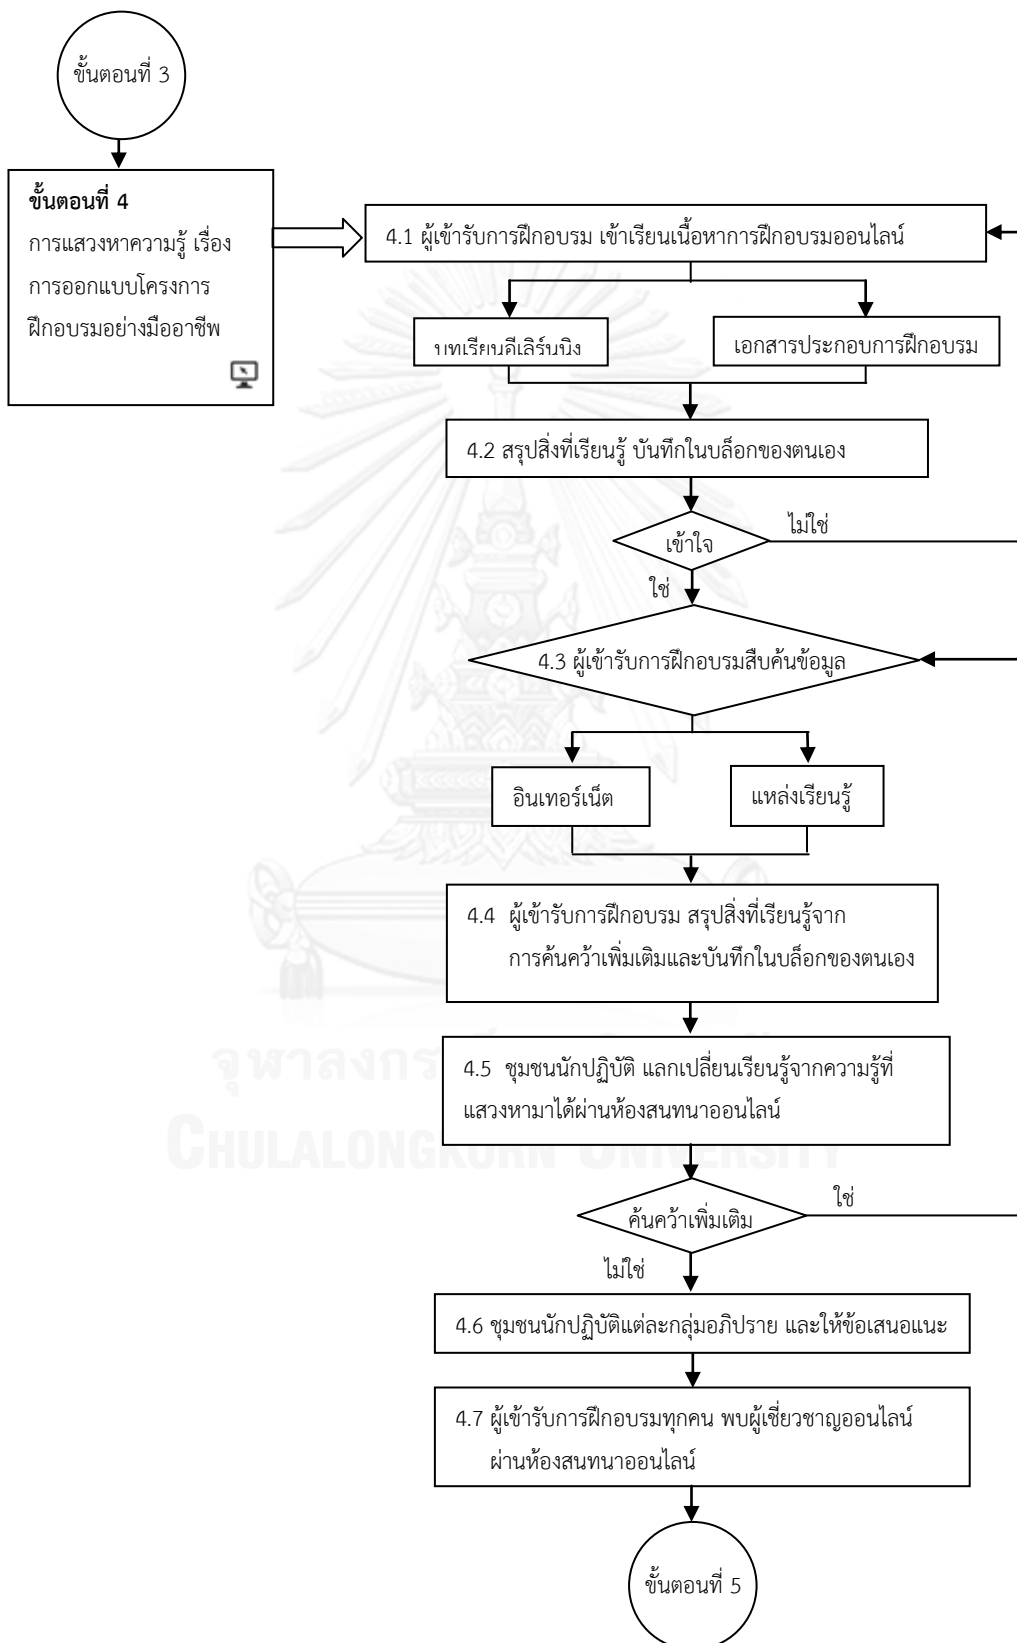 ขั้นตอนที่ 3
ขั้นตอนที่ 4
การแสวงหาความรู้ เรื่อง
การออกแบบโครงการ
ฝึกอบรมอย่างมืออาชีพ
4.1 ผู้เข้ารับการฝึกอบรม เข้าเรียนเนื้อหาการฝึกอบรมออนไลน์
บทเรียนอีเลิร์นนิง
เอกสารประกอบการฝึกอบรม
4.2 สรุปสิ่งที่เรียนรู้ บันทึกในบล็อกของตนเอง
เข้าใจ
ไม่ใช่
ใช่
4.3 ผู้เข้ารับการฝึกอบรมสืบค้นข้อมูล
อินเทอร์เน็ต
แหล่งเรียนรู้
4.4 ผู้เข้ารับการฝึกอบรม สรุปสิ่งที่เรียนรู้จาก
การค้นคว้าเพิ่มเติมและบันทึกในบล็อกของตนเอง
4.5 ชุมชนนักปฏิบัติ แลกเปลี่ยนเรียนรู้จากความรู้ที่
แสวงหามาได้ผ่านห้องสนทนาออนไลน์
จุฬาลงกร
CHULALONGKORN UNIVERSITY
ค้นคว้าเพิ่มเติม
ใช่
ไม่ใช่
4.6 ชุมชนนักปฏิบัติแต่ละกลุ่มอภิปราย และให้ข้อเสนอแนะ
4.7 ผู้เข้ารับการฝึกอบรมทุกคน พบผู้เชี่ยวชาญออนไลน์
ผ่านห้องสนทนาออนไลน์
ขั้นตอนที่ 5